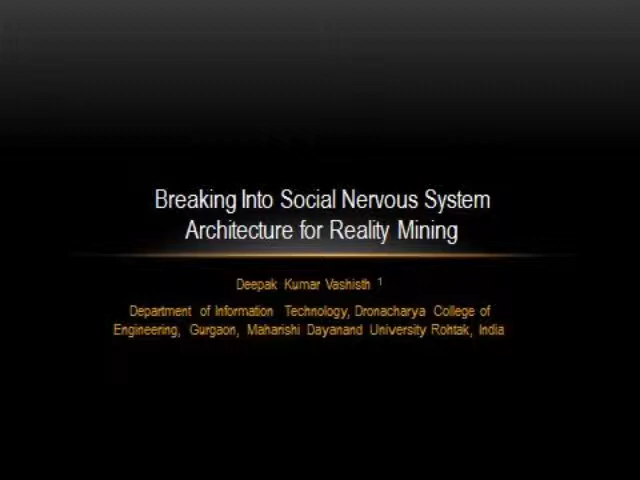 Breaking Into Social Nervous System
Architecture for Reality Mining
Deepak Kumar Vashisth ¹
Department of Information Technology, Dronacharya College of
Engineering, Gurgaon, Maharishi Dayanand University Rohtak, India